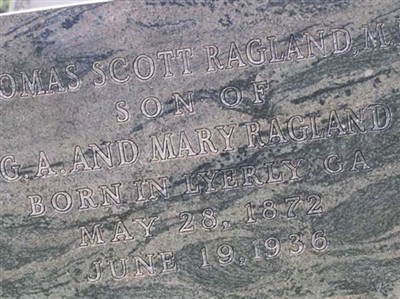 OMAS SCOTT RAGLAND, M.
SON OF
G.A. AND MARY RAGLAND
BORN IN LYERLY GA
MAY 28, 1872
JUNE 19, 1936